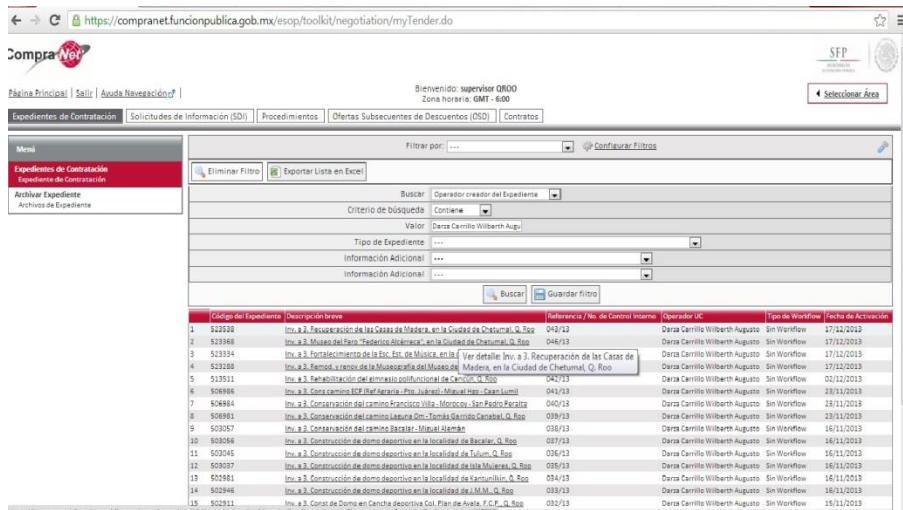 https://compranet.funcionpublica.gob.mx/esop/toolkit/negotiation/myTender.do
CompraNet
SFP
Página Principal | Salir | Ayuda Navegación |
Bienvenido: supervisor QROO
Zona horaria: GMT - 6:00
Seleccionar Área
Expedientes de Contratación Solicitudes de Información (SDI) Procedimientos Ofertas Subsecuentes de Descuentos (OSD) Contratos
Menú
Expedientes de Contratación
Expediente de Contratación
Archivar Expediente
Archivos de Expediente
Filtrar por: --- Configurar Filtros
Eliminar Filtro Exportar Lista en Excel
Buscar Operador creador del Expediente
Criterio de búsqueda Contiene
Valor Darza Carrillo Wilberth Augu
Tipo de Expediente ---
Información Adicional ---
Información Adicional ---
Buscar Guardar filtro
Código del Expediente Descripción breve Referencia / No. de Control Interno Operador UC Tipo de Workflow Fecha de Activación
1 523538 Inv. a 3. Recuperación de las Casas de Madera, en la Ciudad de Chetumal, Q. Roo 043/13 Darza Carrillo Wilberth Augusto Sin Workflow 17/12/2013
2 523368 Inv. a 3. Museo del Faro "Federico Alcérreca", en la Ciudad de Chetumal, Q. Roo 046/13 Darza Carrillo Wilberth Augusto Sin Workflow 17/12/2013
3 523334 Inv. a 3. Fortalecimiento de la Esc. Est. de Música, en la Darza Carrillo Wilberth Augusto Sin Workflow 17/12/2013
4 523288 Inv. a 3. Remod. y renov de la Museografía del Museo de Darza Carrillo Wilberth Augusto Sin Workflow 17/12/2013
Ver detalle: Inv. a 3. Recuperación de las Casas de
Madera, en la Ciudad de Chetumal, Q. Roo
5 513511 Inv. a 3. Rehabilitación del gimnasio polifuncional de Cancún, Q. Roo 042/13 Darza Carrillo Wilberth Augusto Sin Workflow 02/12/2013
6 506986 Inv. a 3. Cons camino ECP (Ref Agraria - Pto. Juárez) - Miguel Hgo - Caan Lumil 041/13 Darza Carrillo Wilberth Augusto Sin Workflow 23/11/2013
7 506984 Inv. a 3. Conservación del camino Francisco Villa - Morocoy - San Pedro Peralta 040/13 Darza Carrillo Wilberth Augusto Sin Workflow 23/11/2013
8 506981 Inv. a 3. Conservación del camino Laguna Om - Tomás Garrido Canabal, Q. Roo 039/13 Darza Carrillo Wilberth Augusto Sin Workflow 23/11/2013
9 503057 Inv. a 3. Conservación del camino Bacalar - Miguel Alemán 038/13 Darza Carrillo Wilberth Augusto Sin Workflow 16/11/2013
10 503056 Inv. a 3. Construcción de domo deportivo en la localidad de Bacalar, Q. Roo 037/13 Darza Carrillo Wilberth Augusto Sin Workflow 16/11/2013
11 503045 Inv. a 3. Construcción de domo deportivo en la localidad de Tulum, Q. Roo 036/13 Darza Carrillo Wilberth Augusto Sin Workflow 16/11/2013
12 503037 Inv. a 3. Construcción de domo deportivo en la localidad de Isla Mujeres, Q. Roo 035/13 Darza Carrillo Wilberth Augusto Sin Workflow 16/11/2013
13 502981 Inv. a 3. Construcción de domo deportivo en la localidad de Kantunilkín, Q. Roo 034/13 Darza Carrillo Wilberth Augusto Sin Workflow 16/11/2013
14 502946 Inv. a 3. Construcción de domo deportivo en la localidad de J.M.M., Q. Roo 033/13 Darza Carrillo Wilberth Augusto Sin Workflow 16/11/2013
15 502911 Inv. a 3. Const de Domo en Cancha deportiva Col. Plan de Ayala, F.C.P., Q. Roo 032/13 Darza Carrillo Wilberth Augusto Sin Workflow 15/11/2013